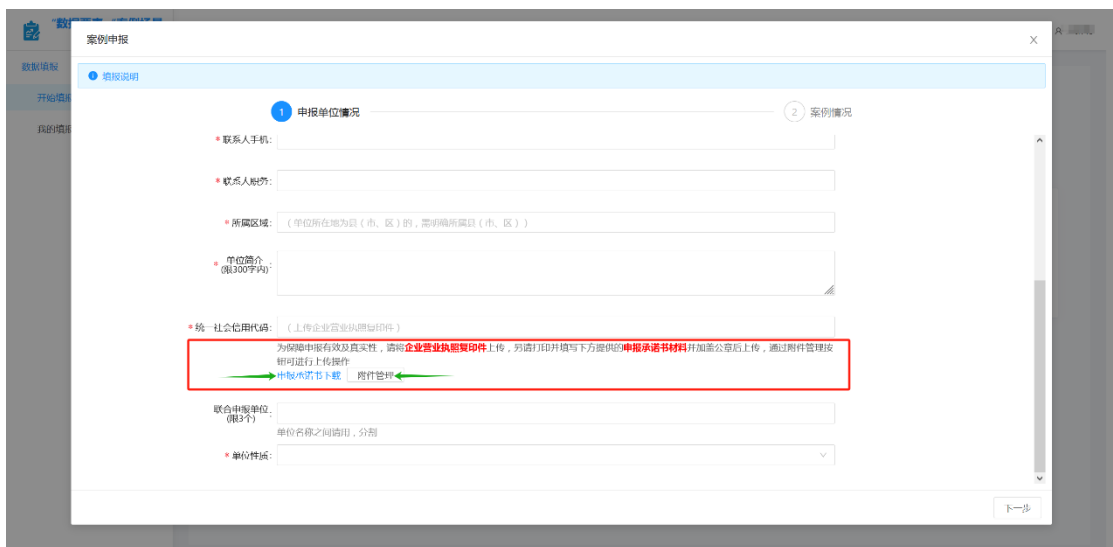 案例申报
数据填报
填报说明
开始填报
我的填报
1 申报单位情况
2 案例情况
* 联系人手机:
* 联系人职务:
* 所属区域: (单位所在地为县(市、区)的,需明确所属县(市、区))
* 单位简介
(限300字内):
* 统一社会信用代码: (上传企业营业执照复印件)
为保障申报有效及真实性,请将企业营业执照复印件上传,另请打印并填写下方提供的申报承诺书材料并加盖公章后上传,通过附件管理按
钮可进行上传操作
申报承诺书下载 附件管理
联合申报单位
(限3个) :
单位名称之间请用,分割
* 单位性质:
下一步